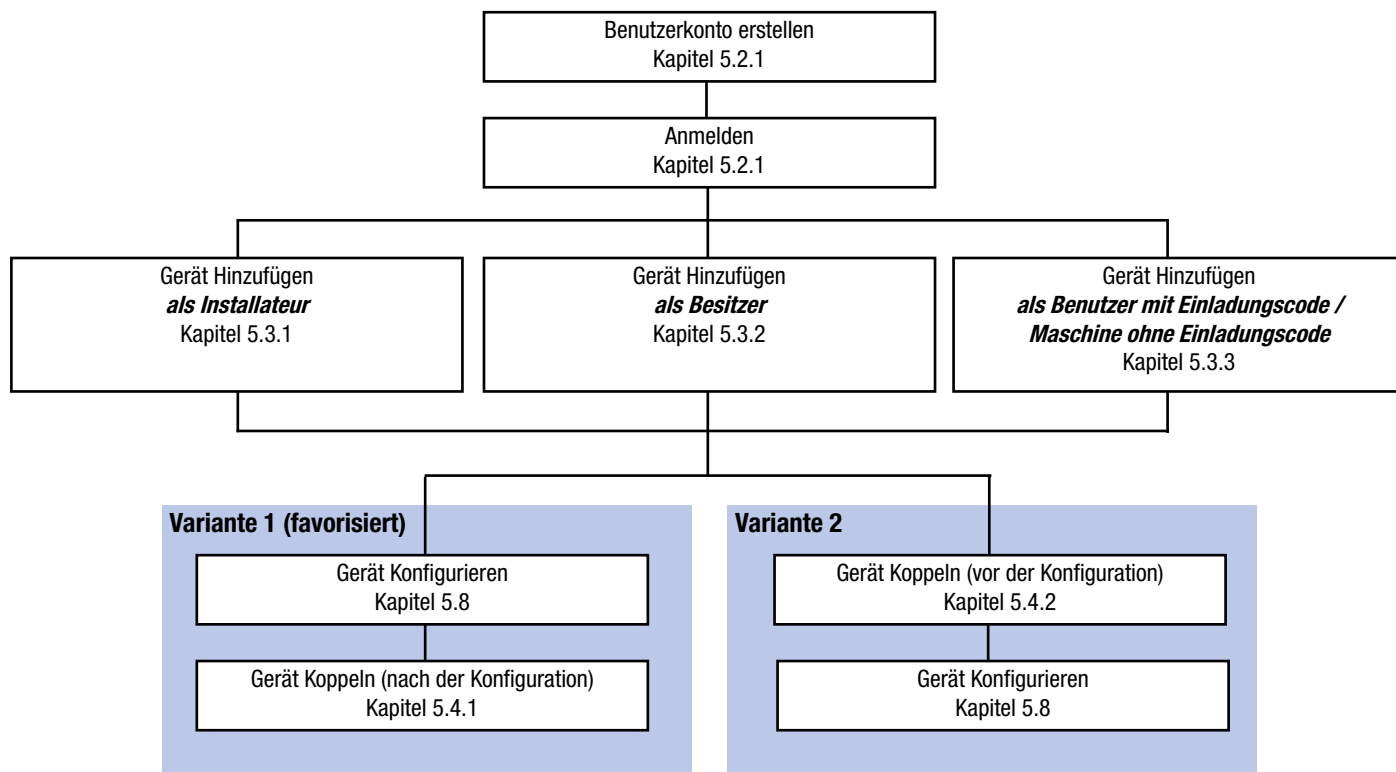 Benutzerkonto erstellen
Kapitel 5.2.1
Anmelden
Kapitel 5.2.1
Gerät Hinzufügen
als Installateur
Kapitel 5.3.1
Gerät Hinzufügen
als Besitzer
Kapitel 5.3.2
Gerät Hinzufügen
als Benutzer mit Einladungscode /
Maschine ohne Einladungscode
Kapitel 5.3.3
Variante 1 (favorisiert)
Gerät Konfigurieren
Kapitel 5.8
Gerät Koppeln (nach der Konfiguration)
Kapitel 5.4.1
Variante 2
Gerät Koppeln (vor der Konfiguration)
Kapitel 5.4.2
Gerät Konfigurieren
Kapitel 5.8